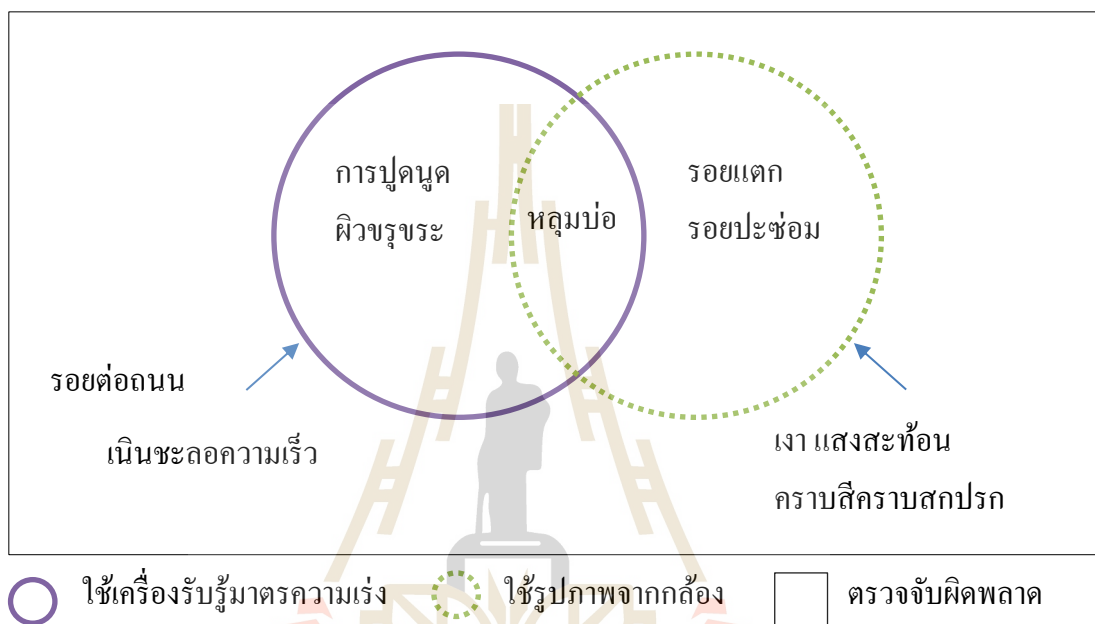 การปูดนูด
ผิวขรุขระ
หลุมบ่อ
รอยแตก
รอยปะซ่อม
รอยต่อถนน
เนินชะลอความเร็ว
เงา แสงสะท้อน
คราบสีคราบสกปรก
ใช้เครื่องรับรู้มาตรความเร่ง
ใช้รูปภาพจากกล้อง
ตรวจจับผิดพลาด